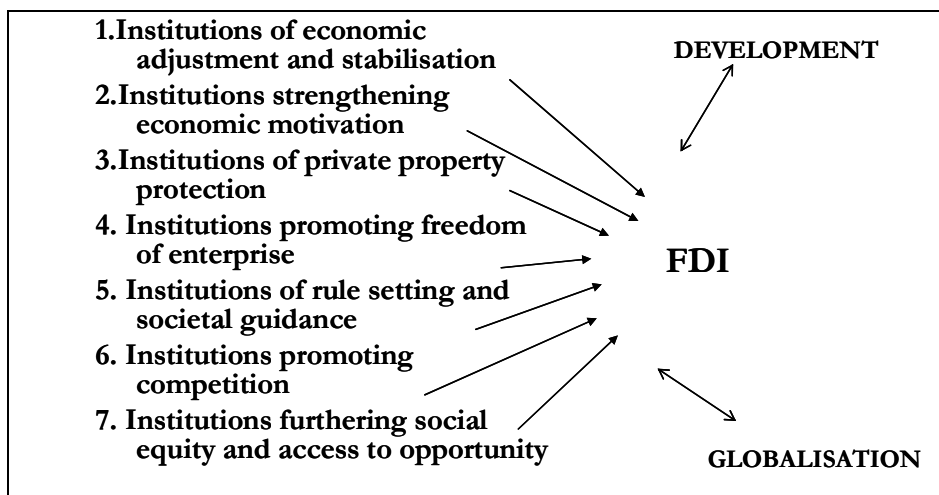 1.Institutions of economic
adjustment and stabilisation
2.Institutions strengthening
economic motivation
3.Institutions of private property
protection
4. Institutions promoting freedom
of enterprise
5. Institutions of rule setting and
societal guidance
6. Institutions promoting
competition
7. Institutions furthering social
equity and access to opportunity
DEVELOPMENT
FDI
GLOBALISATION